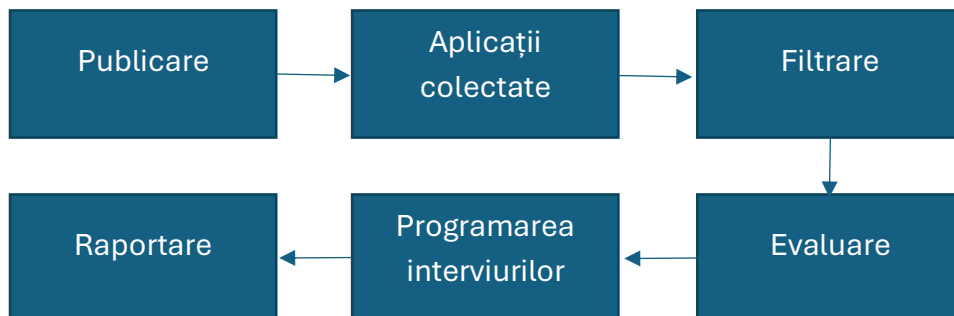 Publicare
Aplicații
colectate
Filtrare
Evaluare
Programarea
interviurilor
Raportare